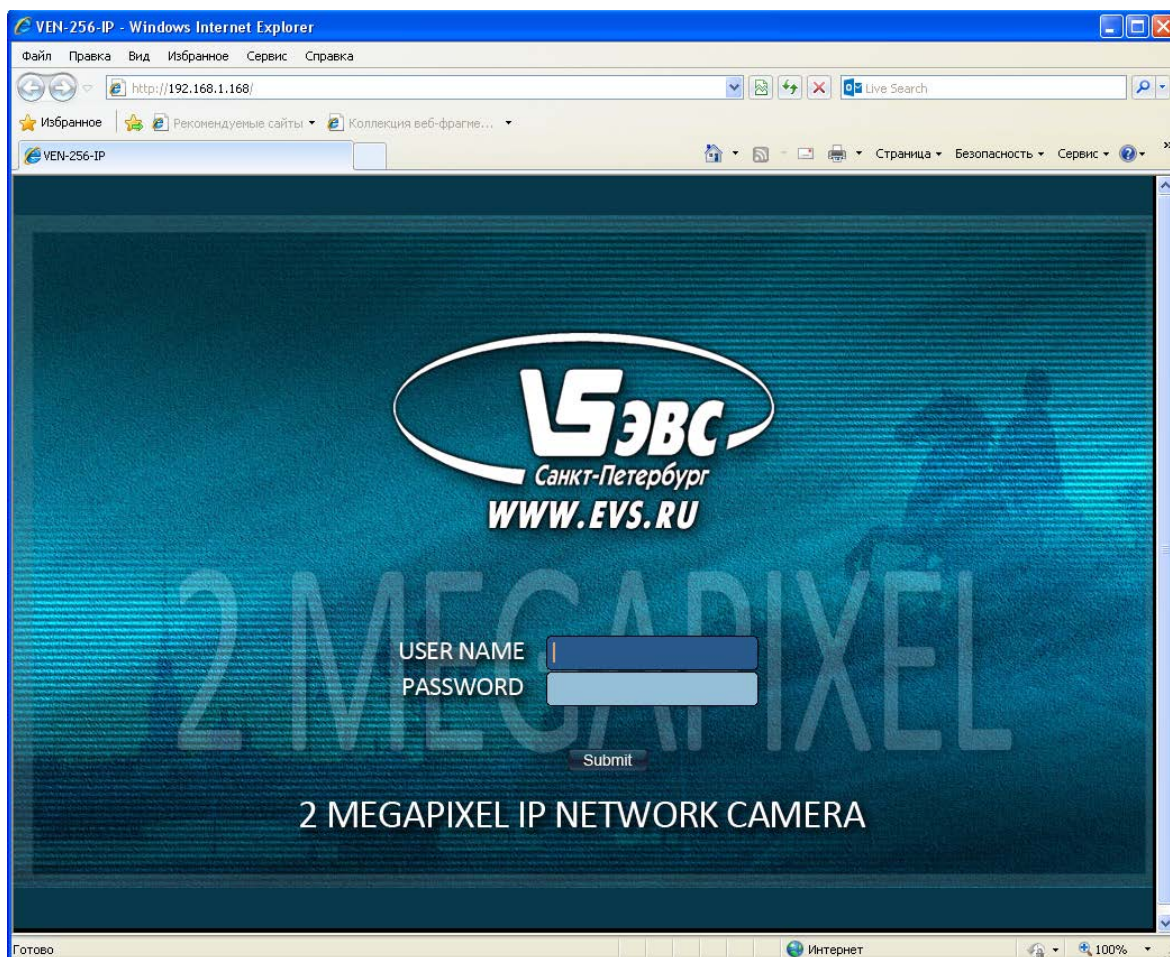 VEN-256-IP - Windows Internet Explorer
Файл Правка Вид Избранное Сервис Справка
http://192.168.1.168/
Live Search
Избранное Рекомендуемые сайты Коллекция веб-фрагме...
VEN-256-IP
Страница Безопасность Сервис
ЭВС
Санкт-Петербург
WWW.EVS.RU
2 MEGAPIXEL
USER NAME
PASSWORD
Submit
2 MEGAPIXEL IP NETWORK CAMERA
Готово Интернет 100%